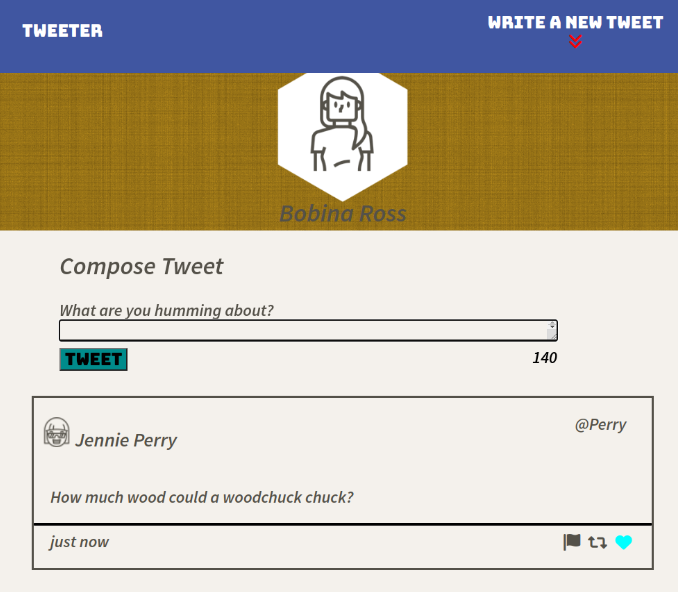 TWEETER
WRITE A NEW TWEET
Bobina Ross
Compose Tweet
What are you humming about?
TWEET
140
Jennie Perry
@Perry
How much wood could a woodchuck chuck?
just now